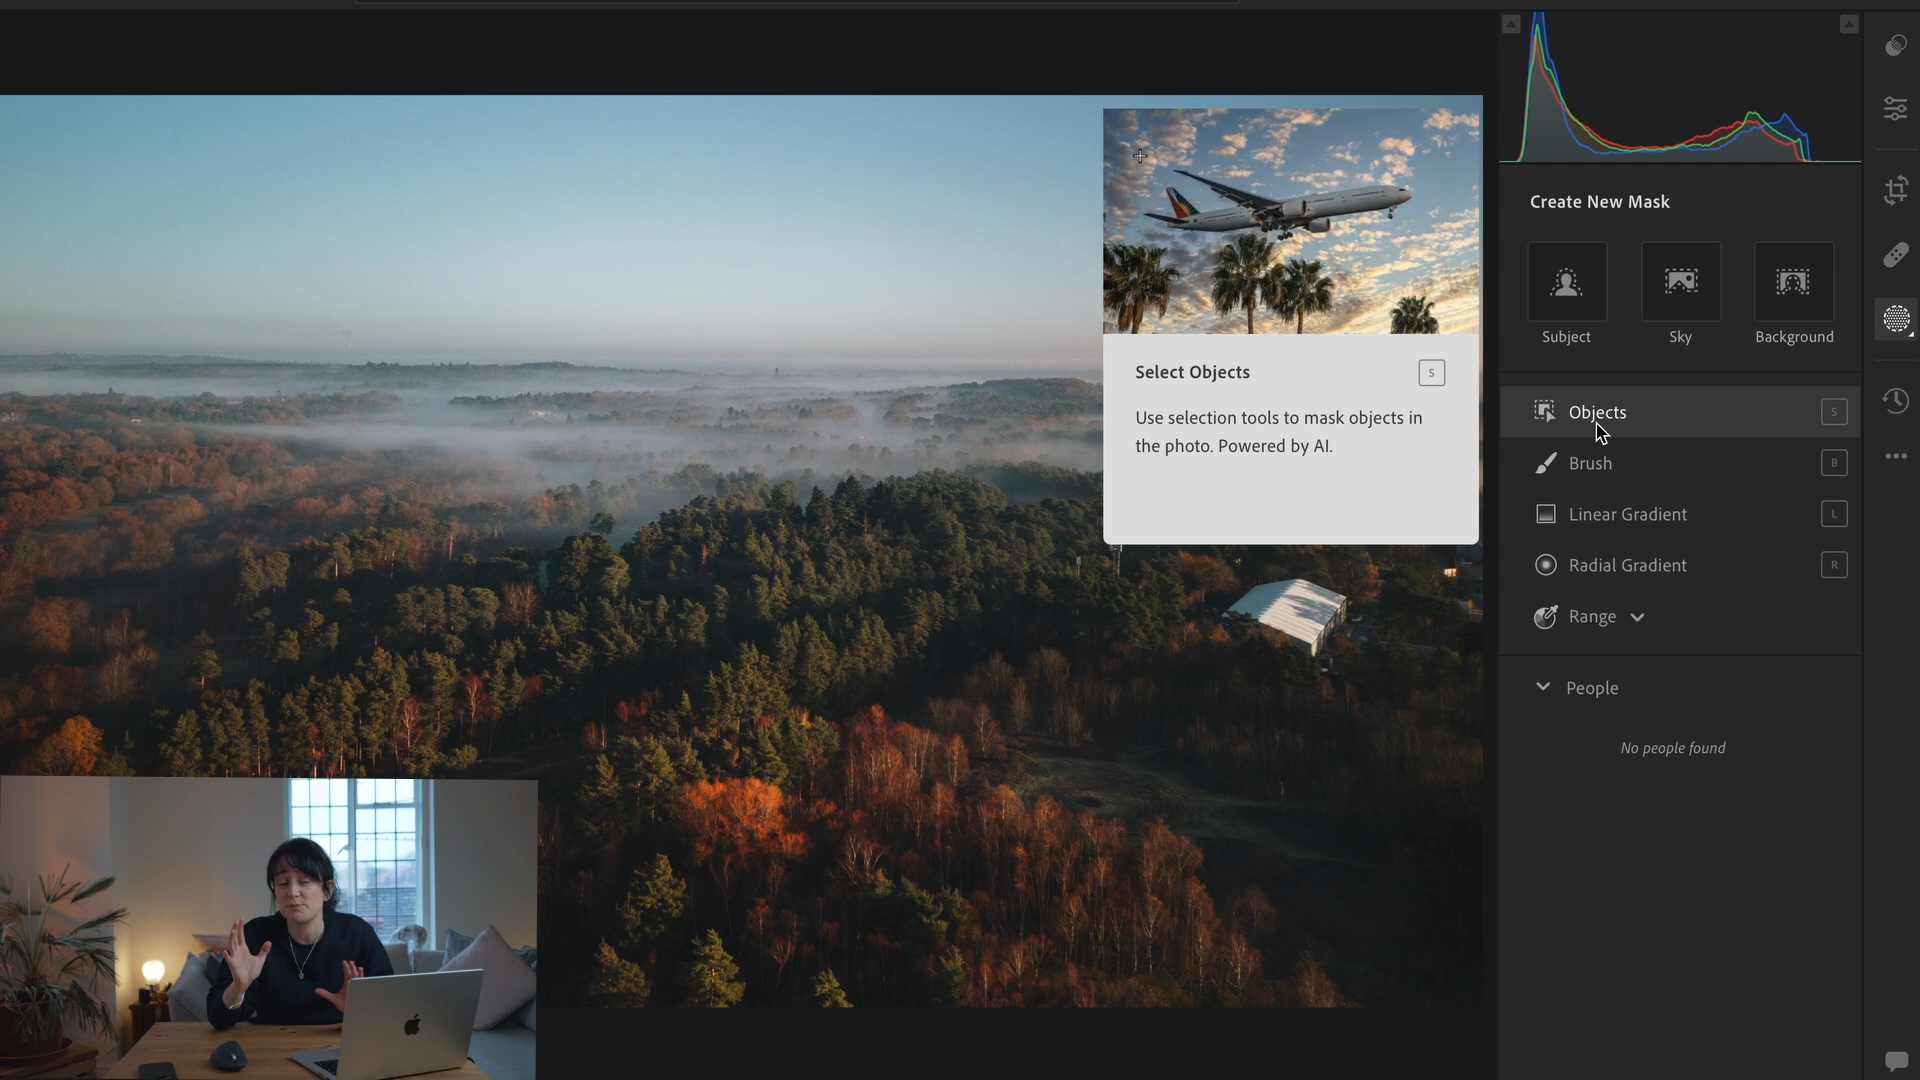 Create New Mask
Subject
Sky
Background
Select Objects
S
Use selection tools to mask objects in
the photo. Powered by AI.
Objects
S
Brush
B
Linear Gradient
L
Radial Gradient
R
Range
People
No people found